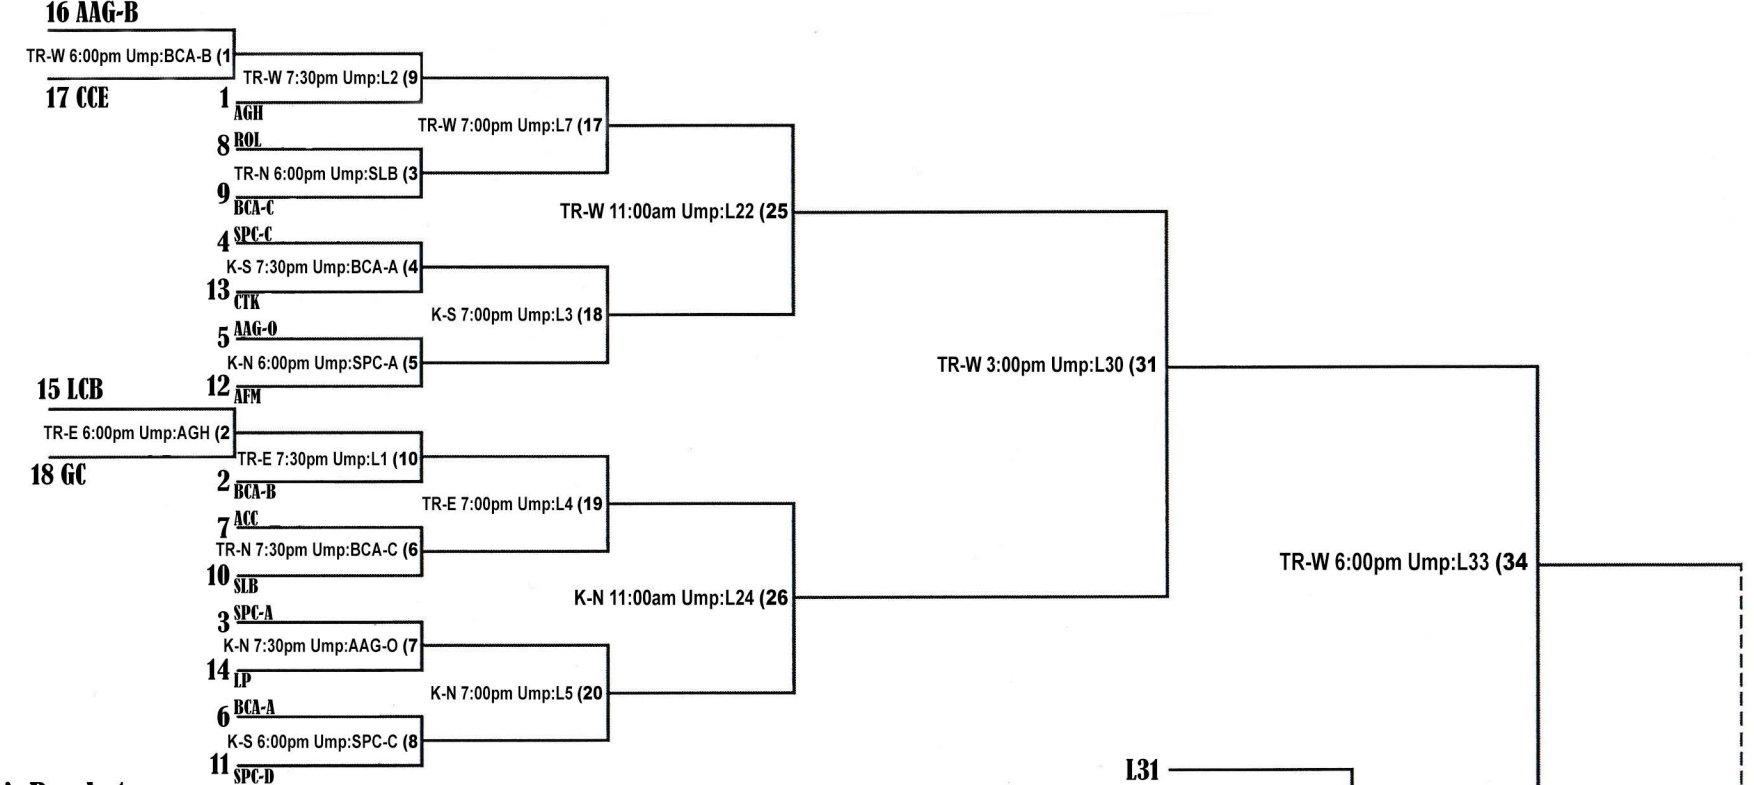 16 AAG-B
TR-W 6:00pm Ump:BCA-B (1
17 CCE
TR-W 7:30pm Ump:L2 (9
1 AGH
TR-W 7:00pm Ump:L7 (17
8 ROL
TR-N 6:00pm Ump:SLB (3
9 BCA-C
TR-W 11:00am Ump:L22 (25
4 SPC-C
K-S 7:30pm Ump:BCA-A (4
13 CTK
K-S 7:00pm Ump:L3 (18
5 AAG-O
K-N 6:00pm Ump:SPC-A (5
12 AFM
TR-W 3:00pm Ump:L30 (31
15 LCB
TR-E 6:00pm Ump:AGH (2
18 GC
TR-E 7:30pm Ump:L1 (10
2 BCA-B
TR-E 7:00pm Ump:L4 (19
7 ACC
TR-N 7:30pm Ump:BCA-C (6
10 SLB
K-N 11:00am Ump:L24 (26
TR-W 6:00pm Ump:L33 (34
3 SPC-A
K-N 7:30pm Ump:AAG-O (7
14 LP
K-N 7:00pm Ump:L5 (20
6 BCA-A
K-S 6:00pm Ump:SPC-C (8
11 SPC-D
L31